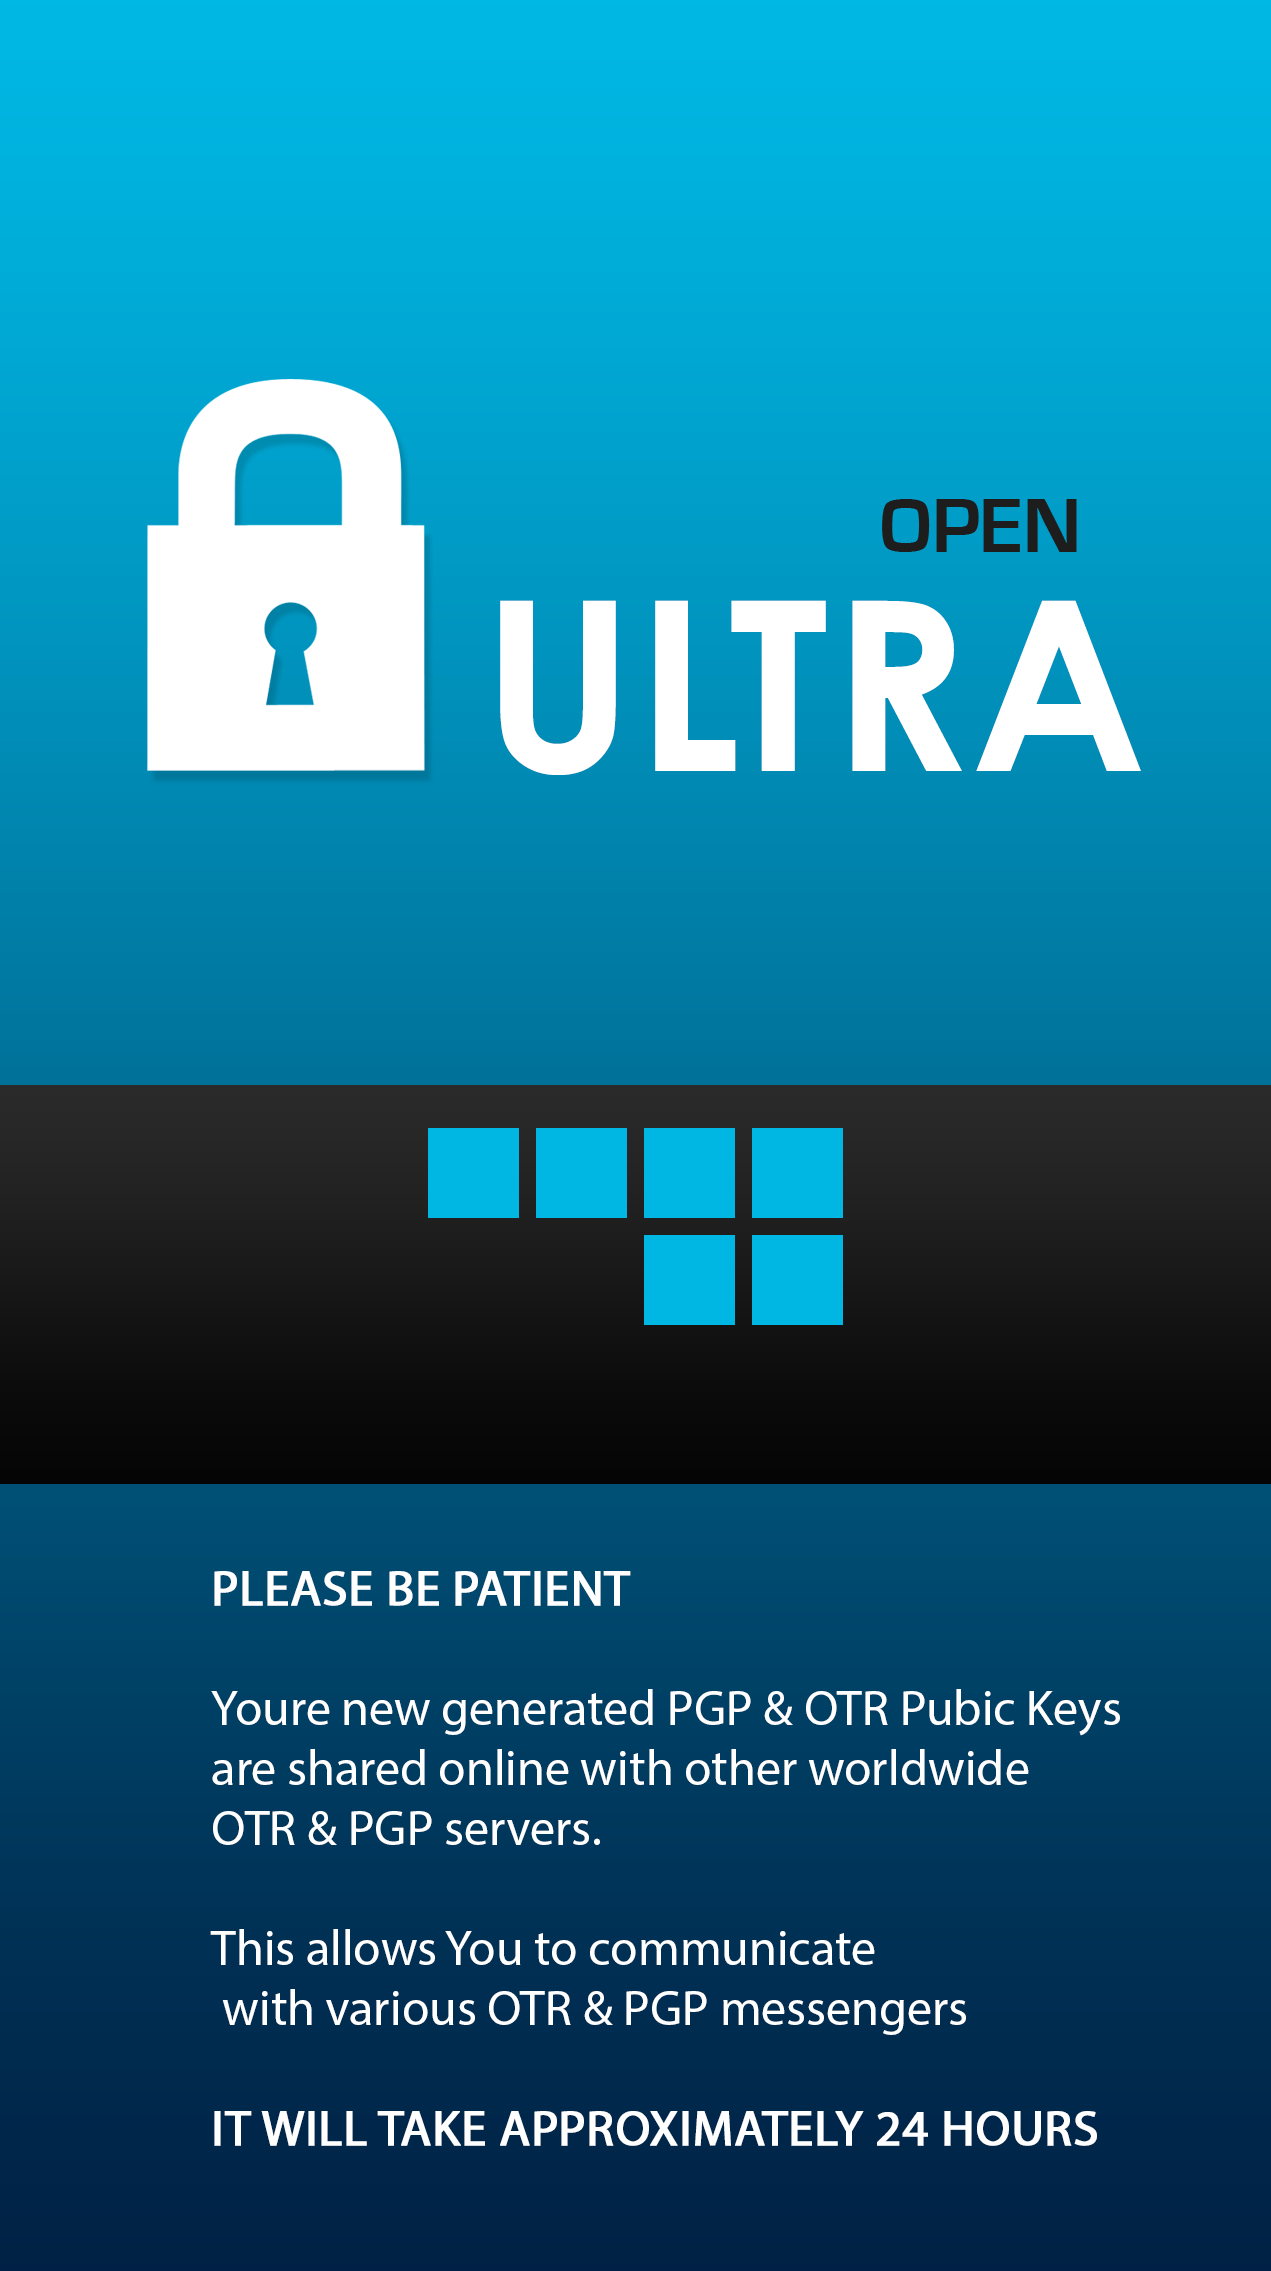 OPEN
ULTRA
PLEASE BE PATIENT
Youre new generated PGP & OTR Pubic Keys
are shared online with other worldwide
OTR & PGP servers.
This allows You to communicate
with various OTR & PGP messengers
IT WILL TAKE APPROXIMATELY 24 HOURS